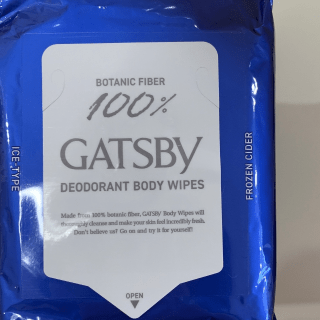 BOTANIC FIBER
100%
GATSBY
DEODORANT BODY WIPES
Made from 100% botanic fiber, GATSBY Body Wipes will
thoroughly cleanse and make your skin feel incredibly fresh.
Don't believe us? Go on and try it for yourself!
ICE-TYPE
FROZEN CIDER
OPEN